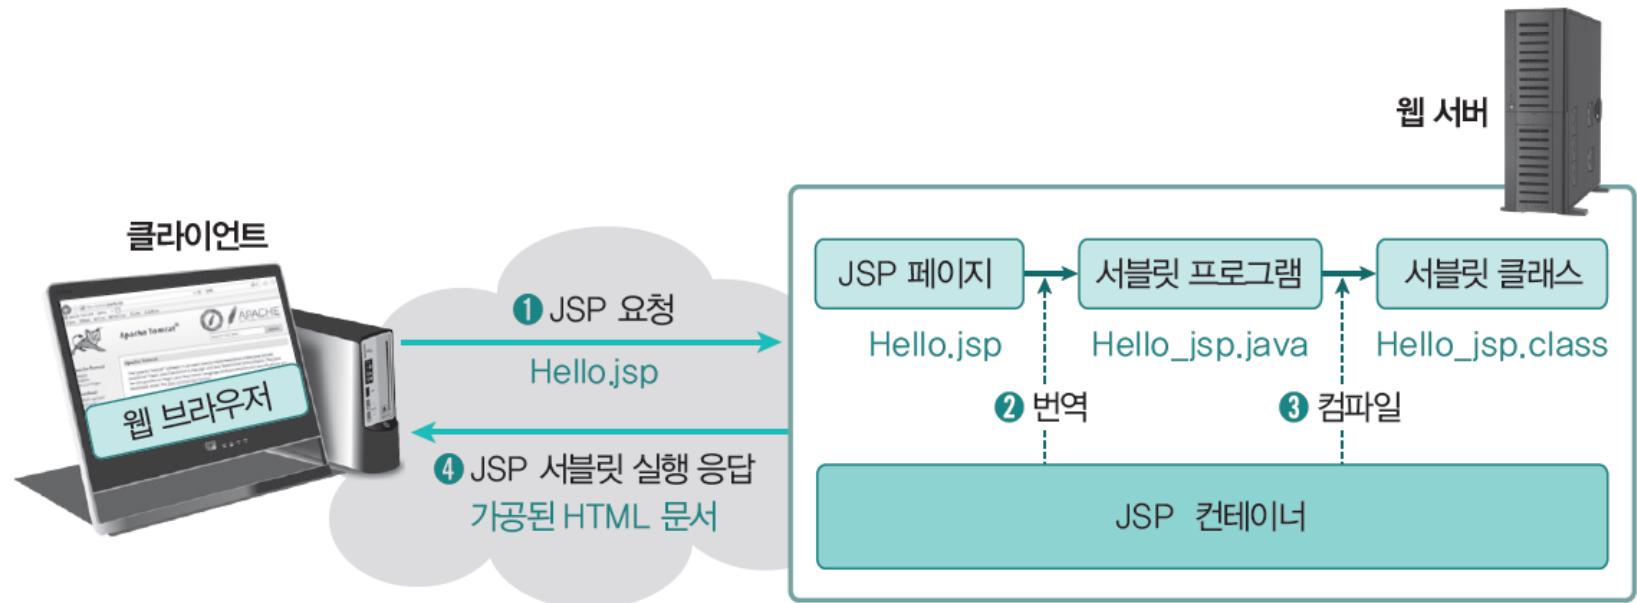 웹 서버
클라이언트
Apache Tomcat
APACHE
웹 브라우저
❶ JSP 요청
Hello.jsp
❹ JSP 서블릿 실행 응답
가공된 HTML 문서
JSP 페이지
서블릿 프로그램
서블릿 클래스
Hello.jsp
Hello_jsp.java
Hello_jsp.class
❷ 번역
❸ 컴파일
JSP 컨테이너